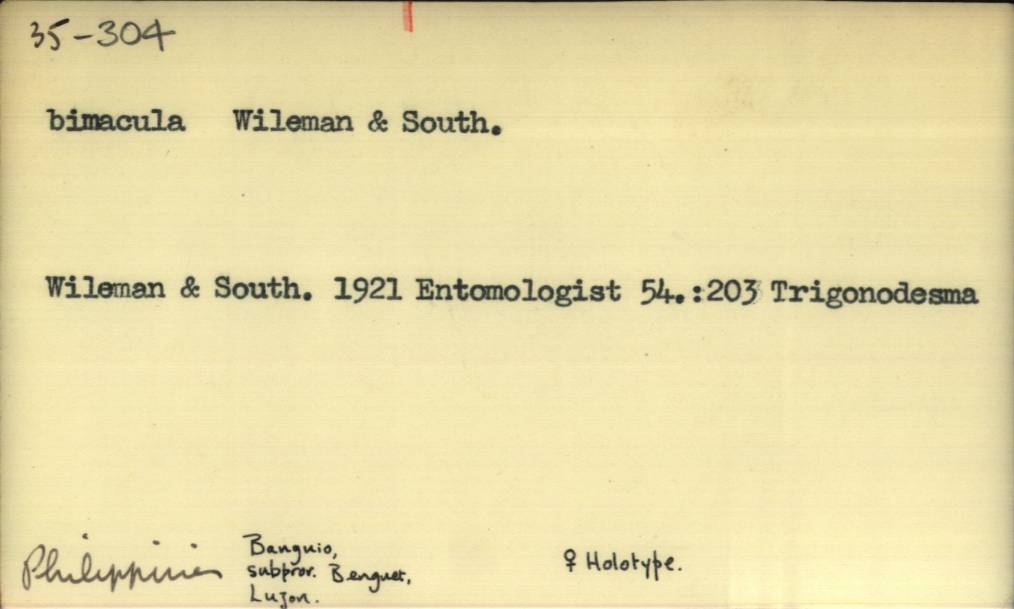 35-304
bimacula Wileman & South.
Wileman & South. 1921 Entomologist 54.:203 Trigonodesma
Philippines
Banguio,
subprov. Benguet,
Luzon.
♀ Holotype.